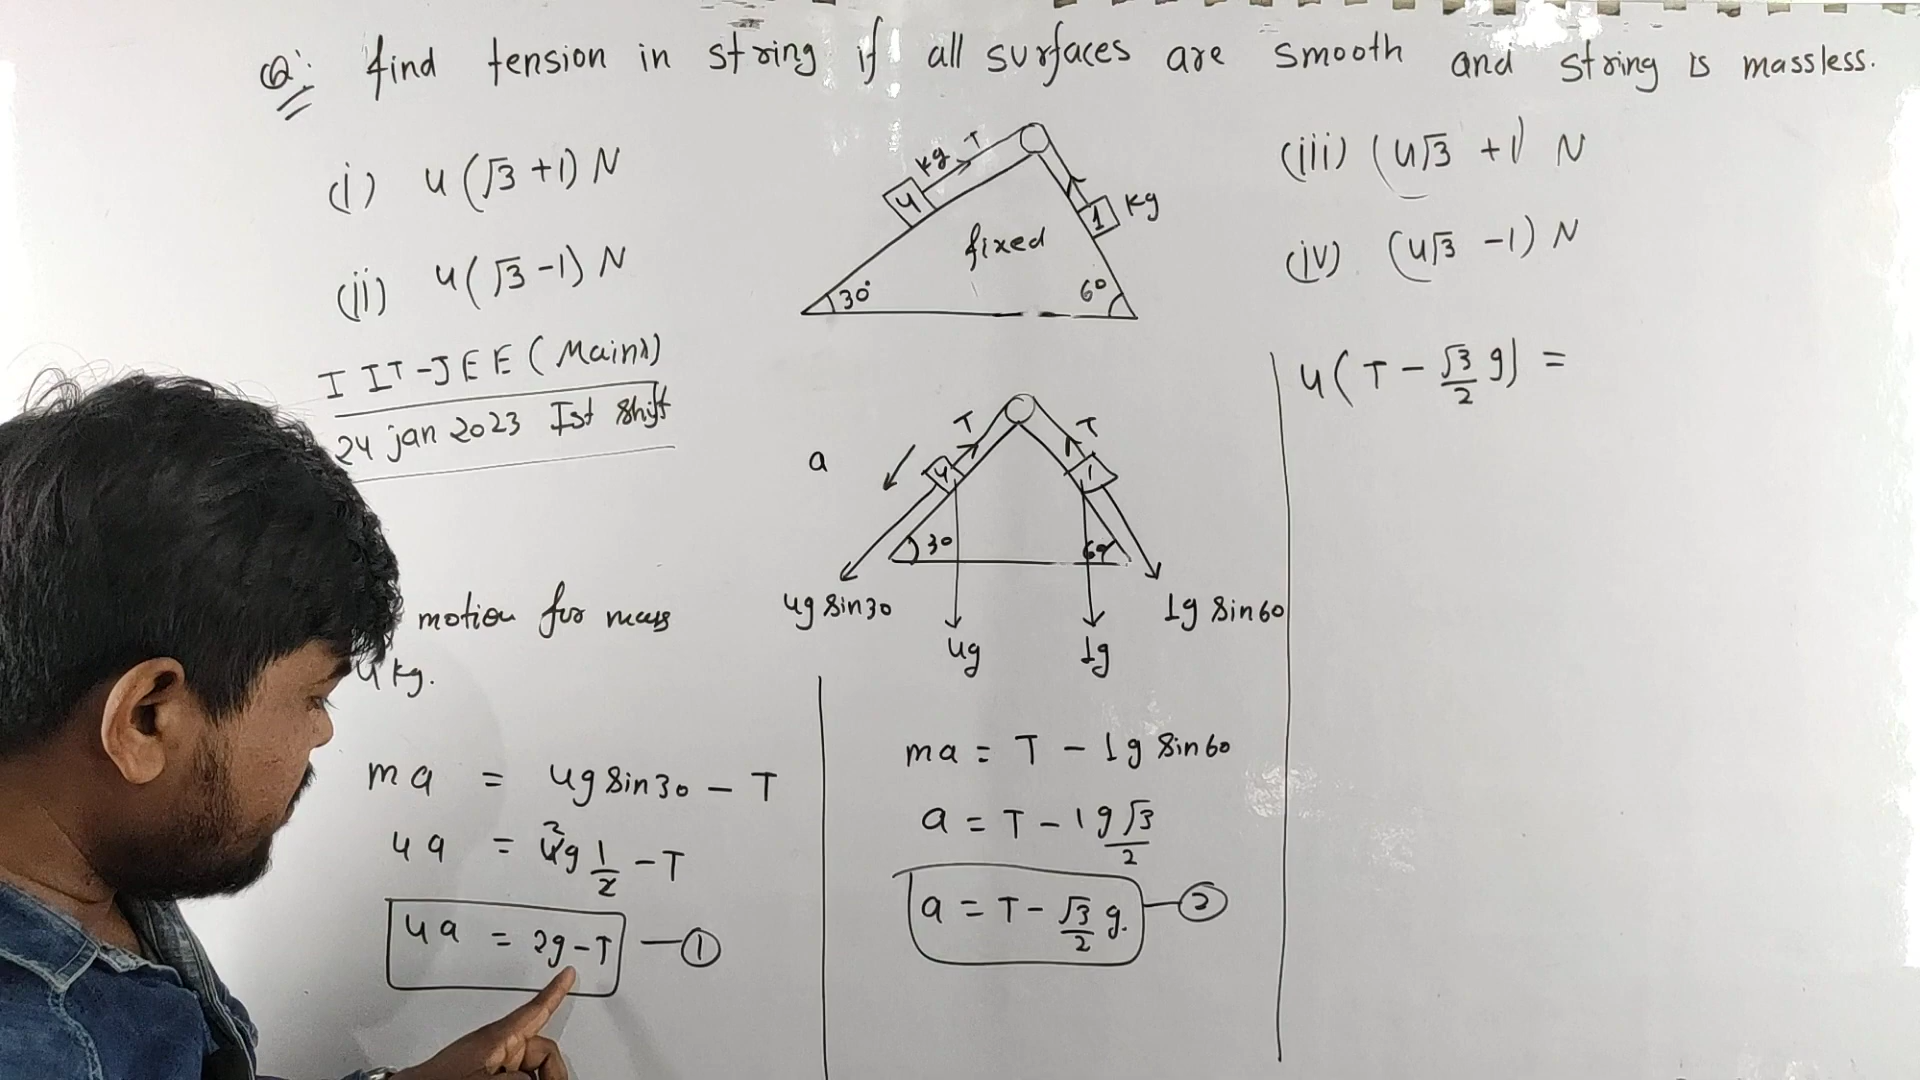 Q: find tension in string if all surfaces are smooth and string is massless.
(i) 4(√3+1) N
(ii) 4(√3-1) N
(iii) (4√3 +1) N
(iv) (4√3 -1) N
IIT-JEE (Mains)
24 jan 2023 Ist Shift
T
kg
4
1
kg
fixed
30°
60
a
T
T
4
1
30
60
4g sin30
4g
1g
1g sin60
motion for mass
4 kg.
ma = 4g sin30 - T
4a = 4g 1/2 - T
2
4a = 2g-T — ①
ma = T - 1g sin60
a = T - 1g √3/2
a = T - √3/2 g. — ②
4(T - √3/2 g) =